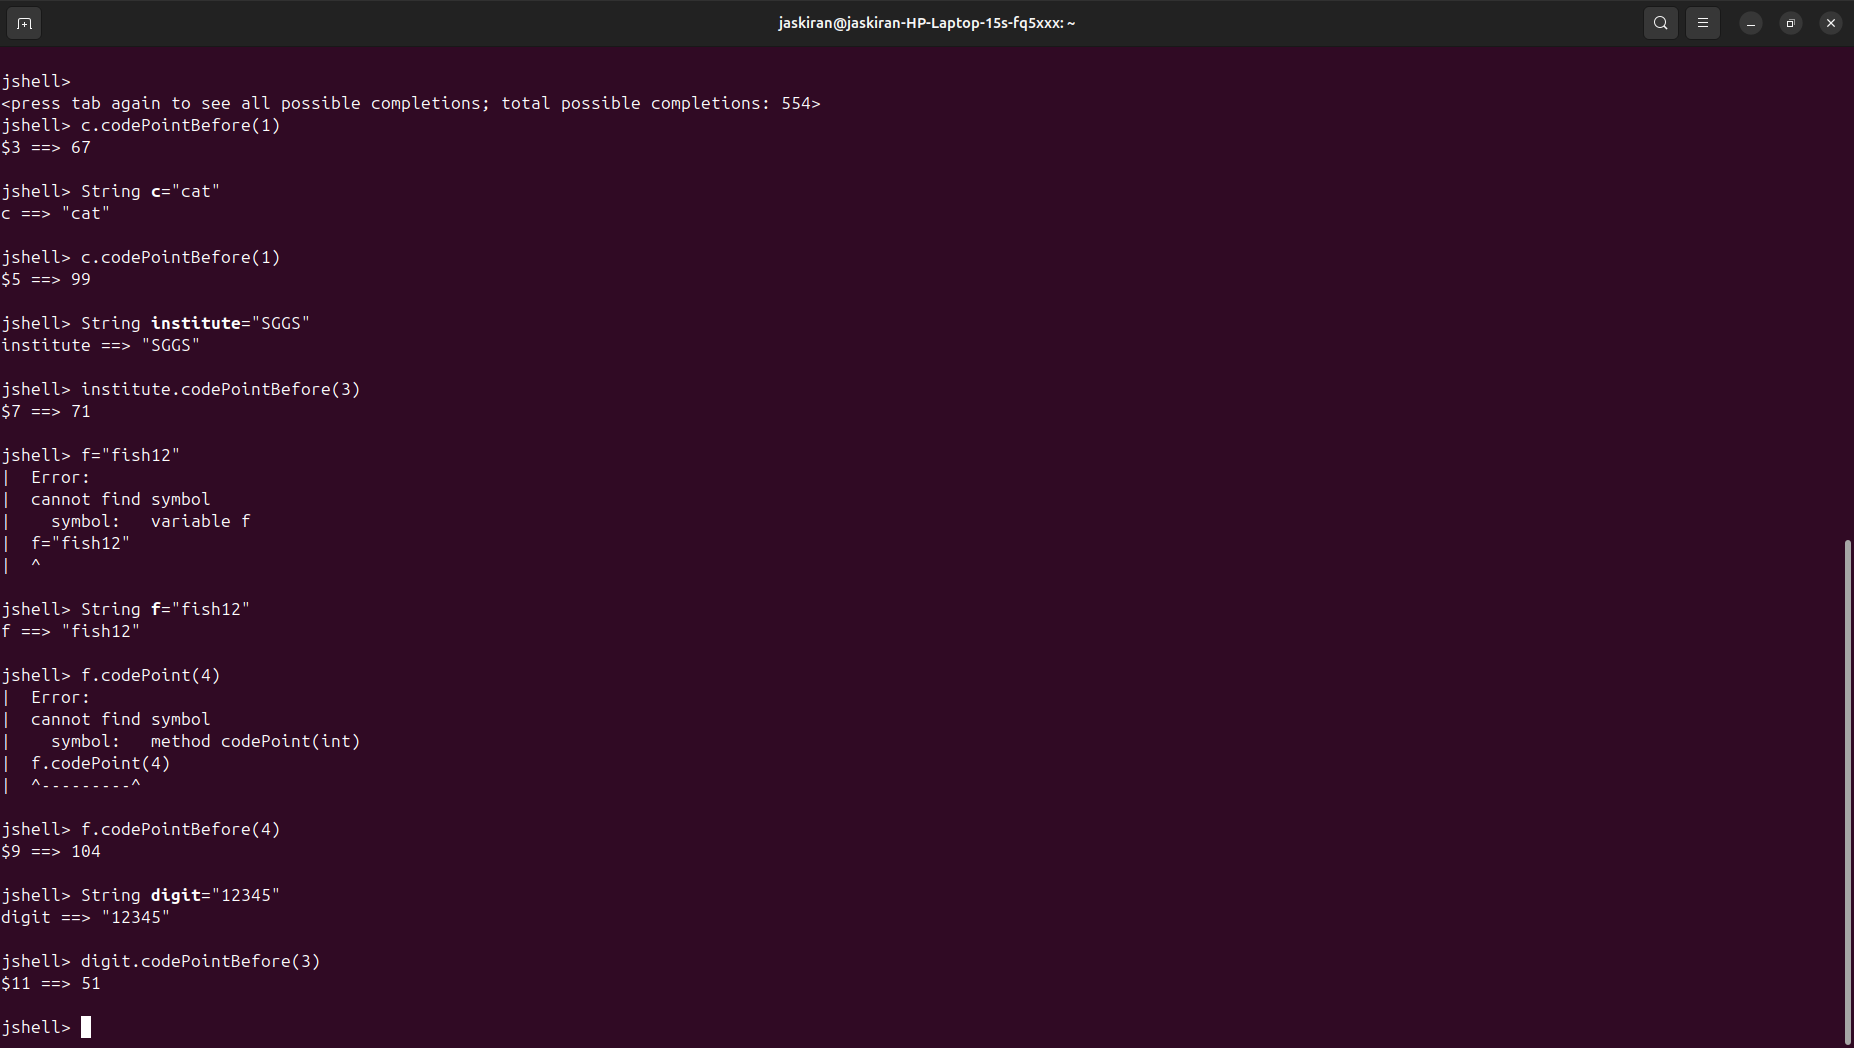 jaskiran@jaskiran-HP-Laptop-15s-fq5xxx: ~
jshell>
<press tab again to see all possible completions; total possible completions: 554>
jshell> c.codePointBefore(1)
$3 ==> 67
jshell> String c="cat"
c ==> "cat"
jshell> c.codePointBefore(1)
$5 ==> 99
jshell> String institute="SGGS"
institute ==> "SGGS"
jshell> institute.codePointBefore(3)
$7 ==> 71
jshell> f="fish12"
|  Error:
|  cannot find symbol
|    symbol:   variable f
|  f="fish12"
|  ^
jshell> String f="fish12"
f ==> "fish12"
jshell> f.codePoint(4)
|  Error:
|  cannot find symbol
|    symbol:   method codePoint(int)
|  f.codePoint(4)
|  ^---------^
jshell> f.codePointBefore(4)
$9 ==> 104
jshell> String digit="12345"
digit ==> "12345"
jshell> digit.codePointBefore(3)
$11 ==> 51
jshell>